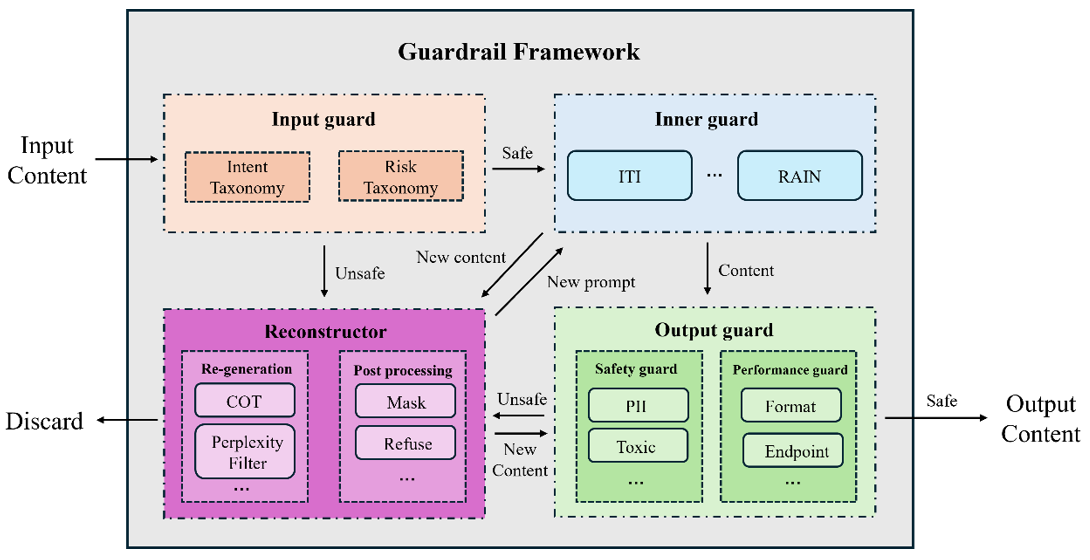 Guardrail Framework
Input
Content
Input guard
Intent
Taxonomy
Risk
Taxonomy
Safe
Inner guard
ITI
...
RAIN
Unsafe
New content
New prompt
Content
Reconstructor
Re-generation
COT
Perplexity
Filter
...
Post processing
Mask
Refuse
...
Discard
Unsafe
New
Content
Output guard
Safety guard
PII
Toxic
...
Performance guard
Format
Endpoint
...
Safe
Output
Content